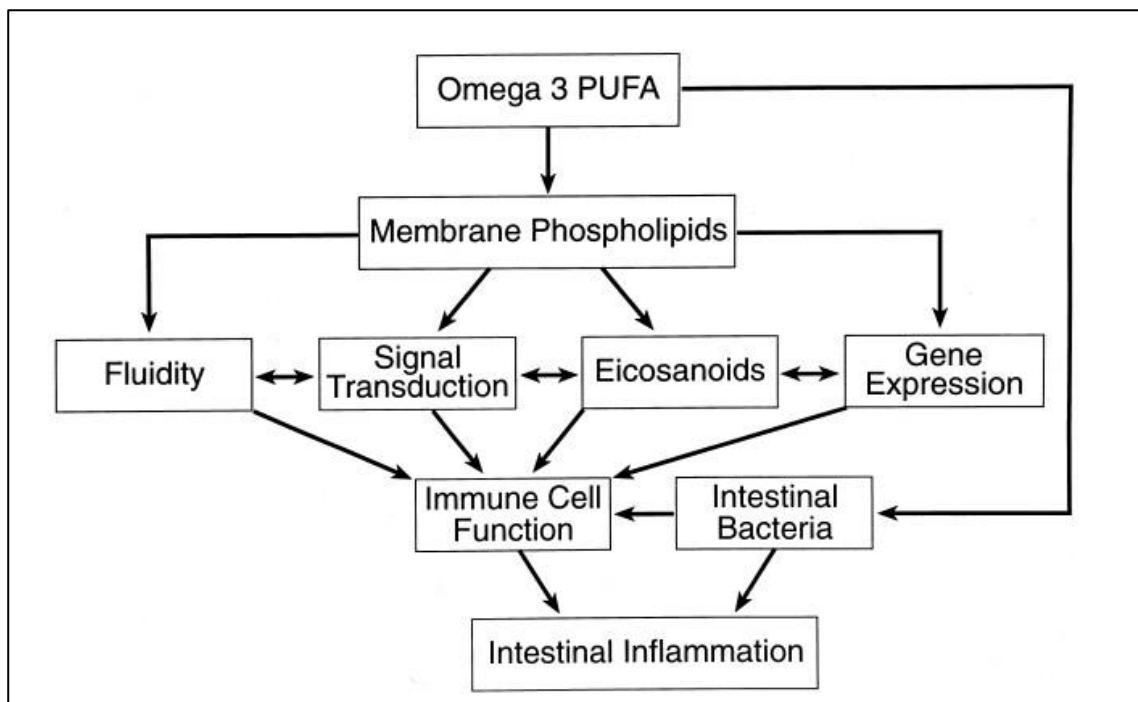 Omega 3 PUFA
Membrane Phospholipids
Fluidity
Signal
Transduction
Eicosanoids
Gene
Expression
Immune Cell
Function
Intestinal
Bacteria
Intestinal Inflammation